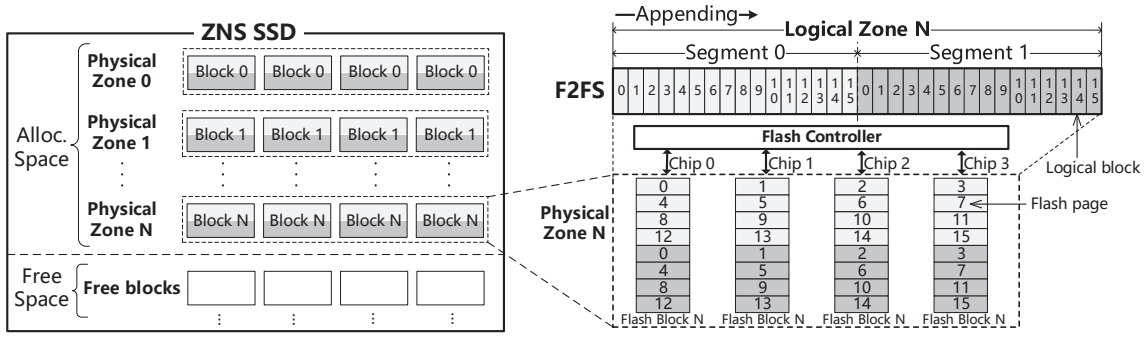 ZNS SSD
Physical
Zone 0
Block 0 Block 0 Block 0 Block 0
Alloc.
Space
Physical
Zone 1
Block 1 Block 1 Block 1 Block 1
Physical
Zone N
Block N Block N Block N Block N
Free
Space
Free blocks
Appending
Logical Zone N
Segment 0 Segment 1
F2FS
0 1 2 3 4 5 6 7 8 9 10 11 12 13 14 15 0 1 2 3 4 5 6 7 8 9 10 11 12 13 14 15
Flash Controller
Chip 0 Chip 1 Chip 2 Chip 3
Logical block
Physical
Zone N
0 1 2 3
4 5 6 7
Flash page
8 9 10 11
12 13 14 15
0 1 2 3
4 5 6 7
8 9 10 11
12 13 14 15
Flash Block N Flash Block N Flash Block N Flash Block N